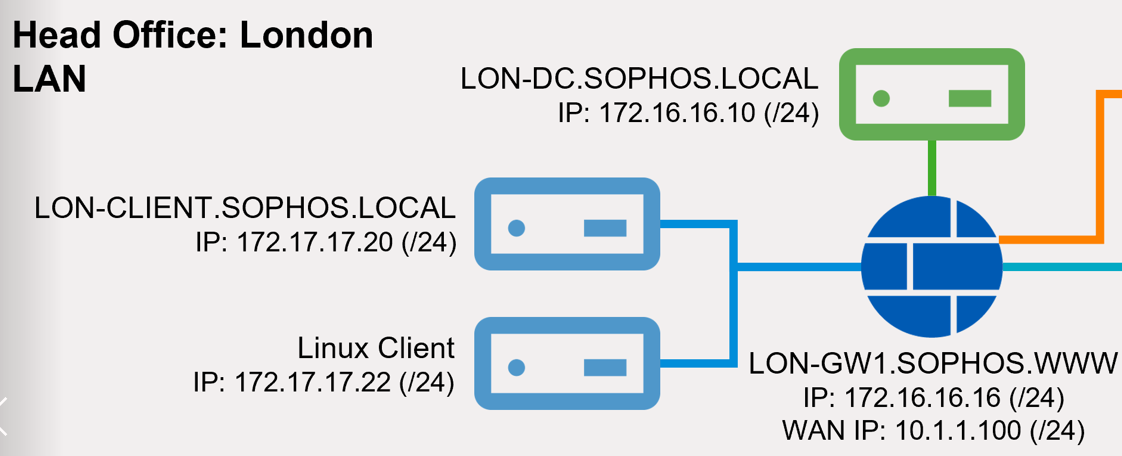 Head Office: London
LAN
LON-DC.SOPHOS.LOCAL
IP: 172.16.16.10 (/24)
LON-CLIENT.SOPHOS.LOCAL
IP: 172.17.17.20 (/24)
Linux Client
IP: 172.17.17.22 (/24)
LON-GW1.SOPHOS.WWW
IP: 172.16.16.16 (/24)
WAN IP: 10.1.1.100 (/24)